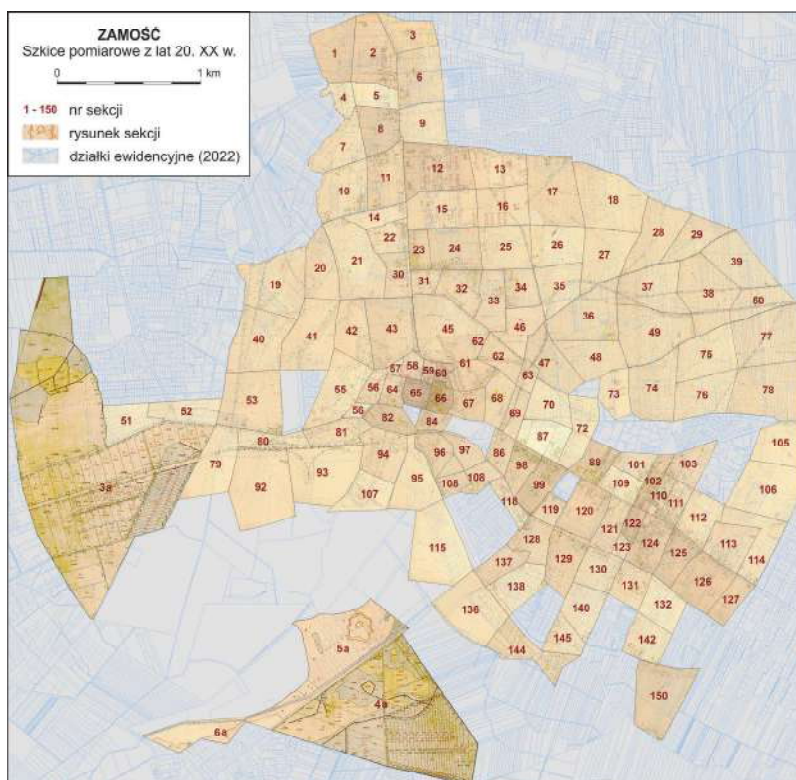 ZAMOŚĆ
Szkice pomiarowe z lat 20. XX w.
0 1 km
1 - 150 nr sekcji
rysunek sekcji
działki ewidencyjne (2022)
1 2 3
6
4 5
8 9
7
10 11 12 13
17 18
14 15 16
22 23 24 25 26 27 28 29
39
19 20 21 30 31 32 33 34 35 37 38 60
36
40 41 42 43 45 46 49 77
62 62 47 48 75
57 58 59 60 61 63
53 55 56 64 65 66 67 68 69 70 73 74 76 78
56 82 84 72
51 52
80 81 86 87
79 92 93 94 95 96 97 98 89 101 103 105
3a 107 108 108 99 109 102 110 111 106
118 119 120 121 122 112
115 128 123 124 125 113 114
137 129 130
136 138 131 126 127
140 132
5a 144 145 142
4a 150
6a